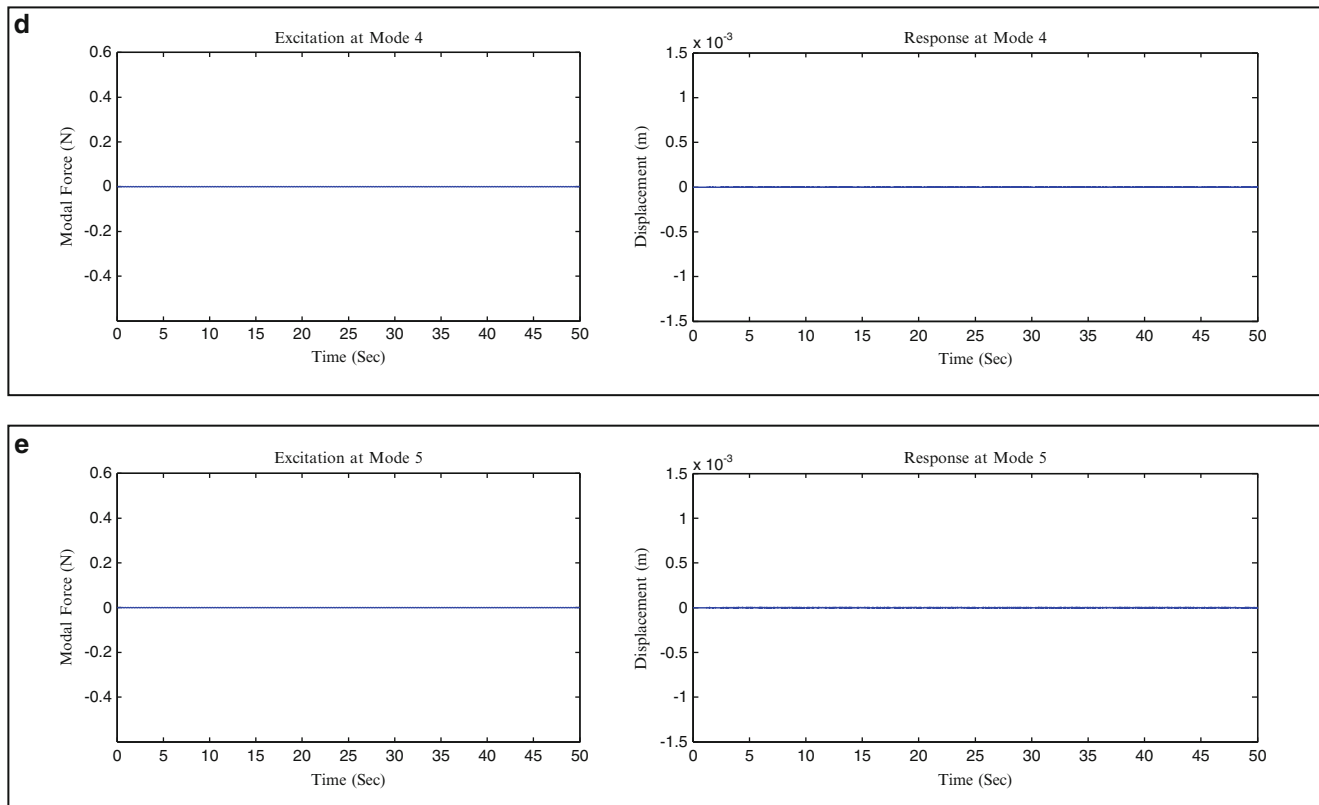 d
Excitation at Mode 4
0.6
0.4
0.2
0
-0.2
-0.4
Modal Force (N)
0 5 10 15 20 25 30 35 40 45 50
Time (Sec)
Response at Mode 4
x 10-3
1.5
1
0.5
0
-0.5
-1
-1.5
Displacement (m)
0 5 10 15 20 25 30 35 40 45 50
Time (Sec)
e
Excitation at Mode 5
0.6
0.4
0.2
0
-0.2
-0.4
Modal Force (N)
0 5 10 15 20 25 30 35 40 45 50
Time (Sec)
Response at Mode 5
x 10-3
1.5
1
0.5
0
-0.5
-1
-1.5
Displacement (m)
0 5 10 15 20 25 30 35 40 45 50
Time (Sec)